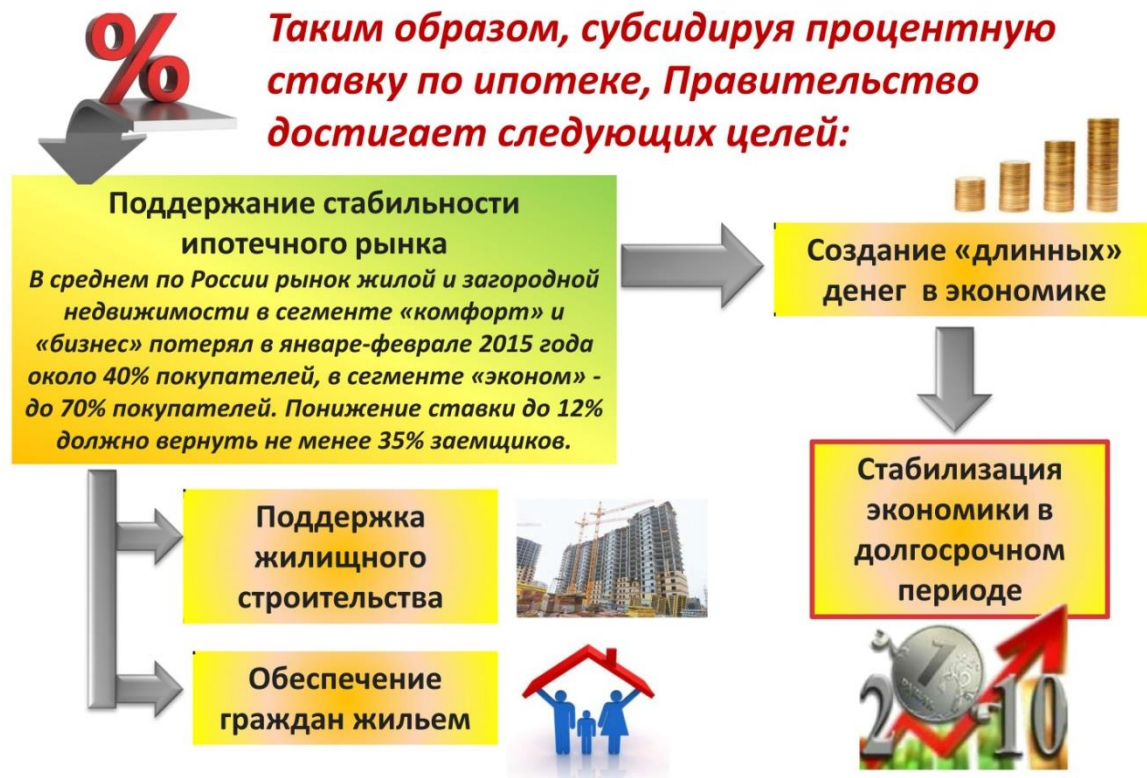 %
Таким образом, субсидируя процентную
ставку по ипотеке, Правительство
достигает следующих целей:
Поддержание стабильности
ипотечного рынка
В среднем по России рынок жилой и загородной
недвижимости в сегменте «комфорт» и
«бизнес» потерял в январе-феврале 2015 года
около 40% покупателей, в сегменте «эконом» -
до 70% покупателей. Понижение ставки до 12%
должно вернуть не менее 35% заемщиков.
Создание «длинных»
денег в экономике
Поддержка
жилищного
строительства
Обеспечение
граждан жильем
Стабилизация
экономики в
долгосрочном
периоде
1
2 -10